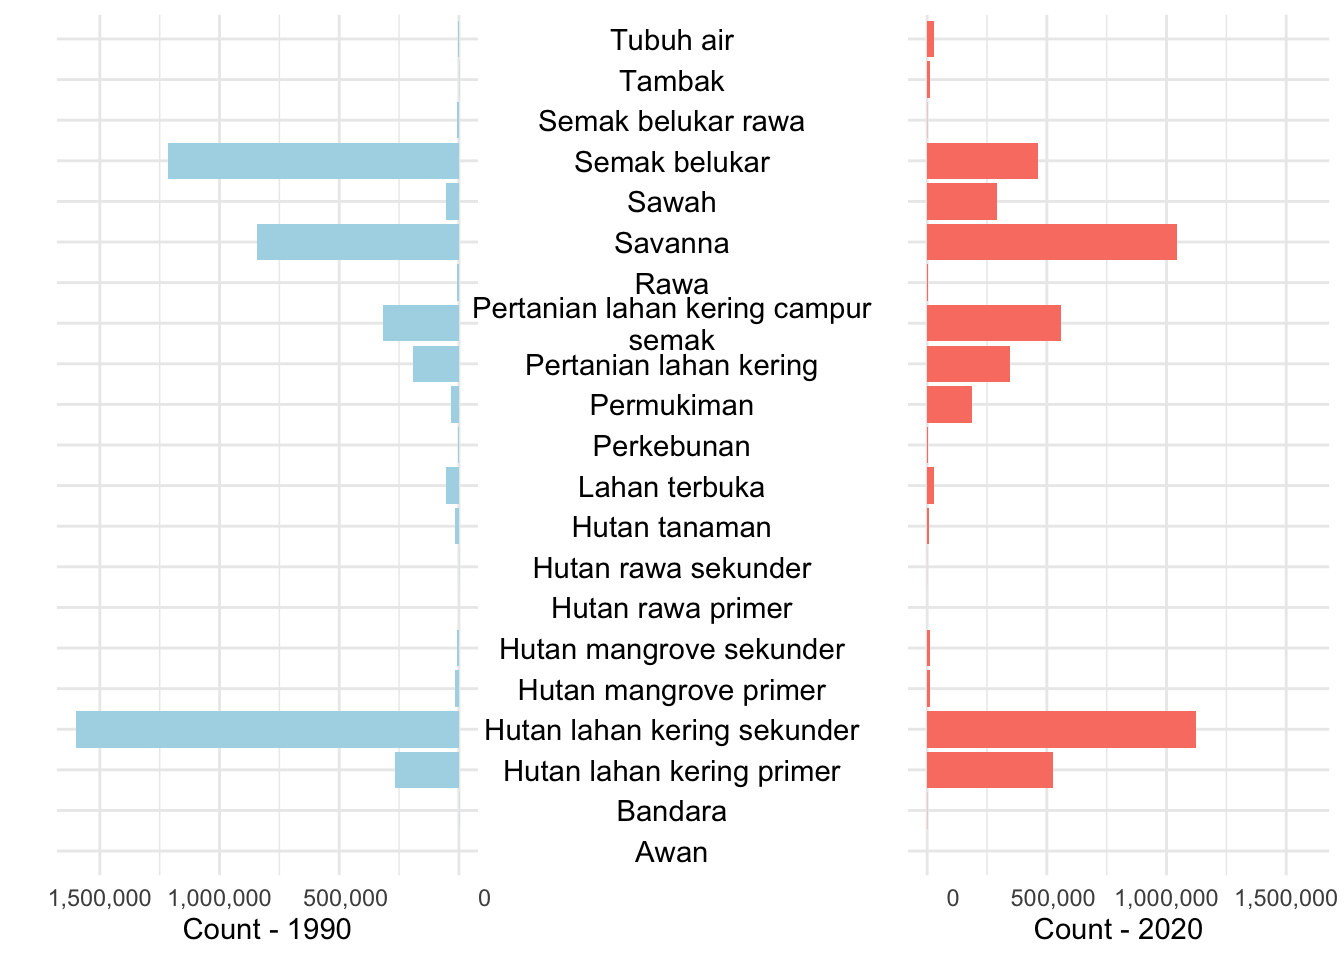 Tubuh air
Tambak
Semak belukar rawa
Semak belukar
Sawah
Savanna
Rawa
Pertanian lahan kering campur
semak
Pertanian lahan kering
Permukiman
Perkebunan
Lahan terbuka
Hutan tanaman
Hutan rawa sekunder
Hutan rawa primer
Hutan mangrove sekunder
Hutan mangrove primer
Hutan lahan kering sekunder
Hutan lahan kering primer
Bandara
Awan
1,500,000 1,000,000 500,000 0
0 500,000 1,000,000 1,500,000
Count - 1990
Count - 2020